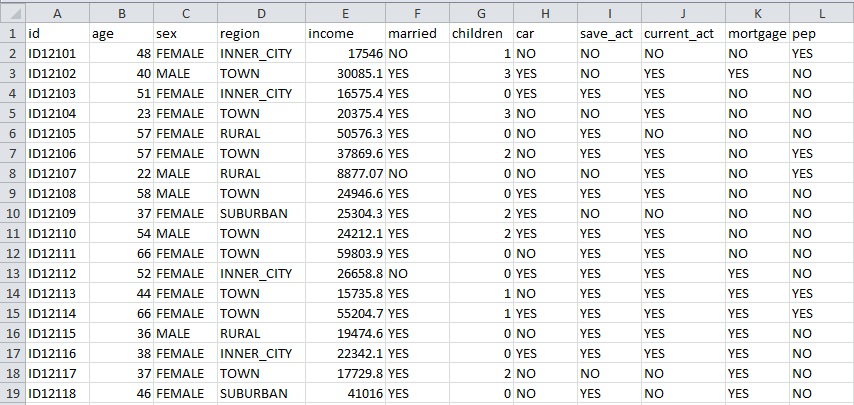 A B C D E F G H I J K L
1 id age sex region income married children car save_act current_act mortgage pep
2 ID12101 48 FEMALE INNER_CITY 17546 NO 1 NO NO NO NO YES
3 ID12102 40 MALE TOWN 30085.1 YES 3 YES NO YES YES NO
4 ID12103 51 FEMALE INNER_CITY 16575.4 YES 0 YES YES YES NO NO
5 ID12104 23 FEMALE TOWN 20375.4 YES 3 NO NO YES NO NO
6 ID12105 57 FEMALE RURAL 50576.3 YES 0 NO YES NO NO NO
7 ID12106 57 FEMALE TOWN 37869.6 YES 2 NO YES YES NO YES
8 ID12107 22 MALE RURAL 8877.07 NO 0 NO NO YES NO YES
9 ID12108 58 MALE TOWN 24946.6 YES 0 YES YES YES NO NO
10 ID12109 37 FEMALE SUBURBAN 25304.3 YES 2 YES NO NO NO NO
11 ID12110 54 MALE TOWN 24212.1 YES 2 YES YES YES NO NO
12 ID12111 66 FEMALE TOWN 59803.9 YES 0 NO YES YES NO NO
13 ID12112 52 FEMALE INNER_CITY 26658.8 NO 0 YES YES YES YES NO
14 ID12113 44 FEMALE TOWN 15735.8 YES 1 NO YES YES YES YES
15 ID12114 66 FEMALE TOWN 55204.7 YES 1 YES YES YES YES YES
16 ID12115 36 MALE RURAL 19474.6 YES 0 NO YES YES YES NO
17 ID12116 38 FEMALE INNER_CITY 22342.1 YES 0 YES YES YES YES NO
18 ID12117 37 FEMALE TOWN 17729.8 YES 2 NO NO NO YES NO
19 ID12118 46 FEMALE SUBURBAN 41016 YES 0 NO YES NO YES NO